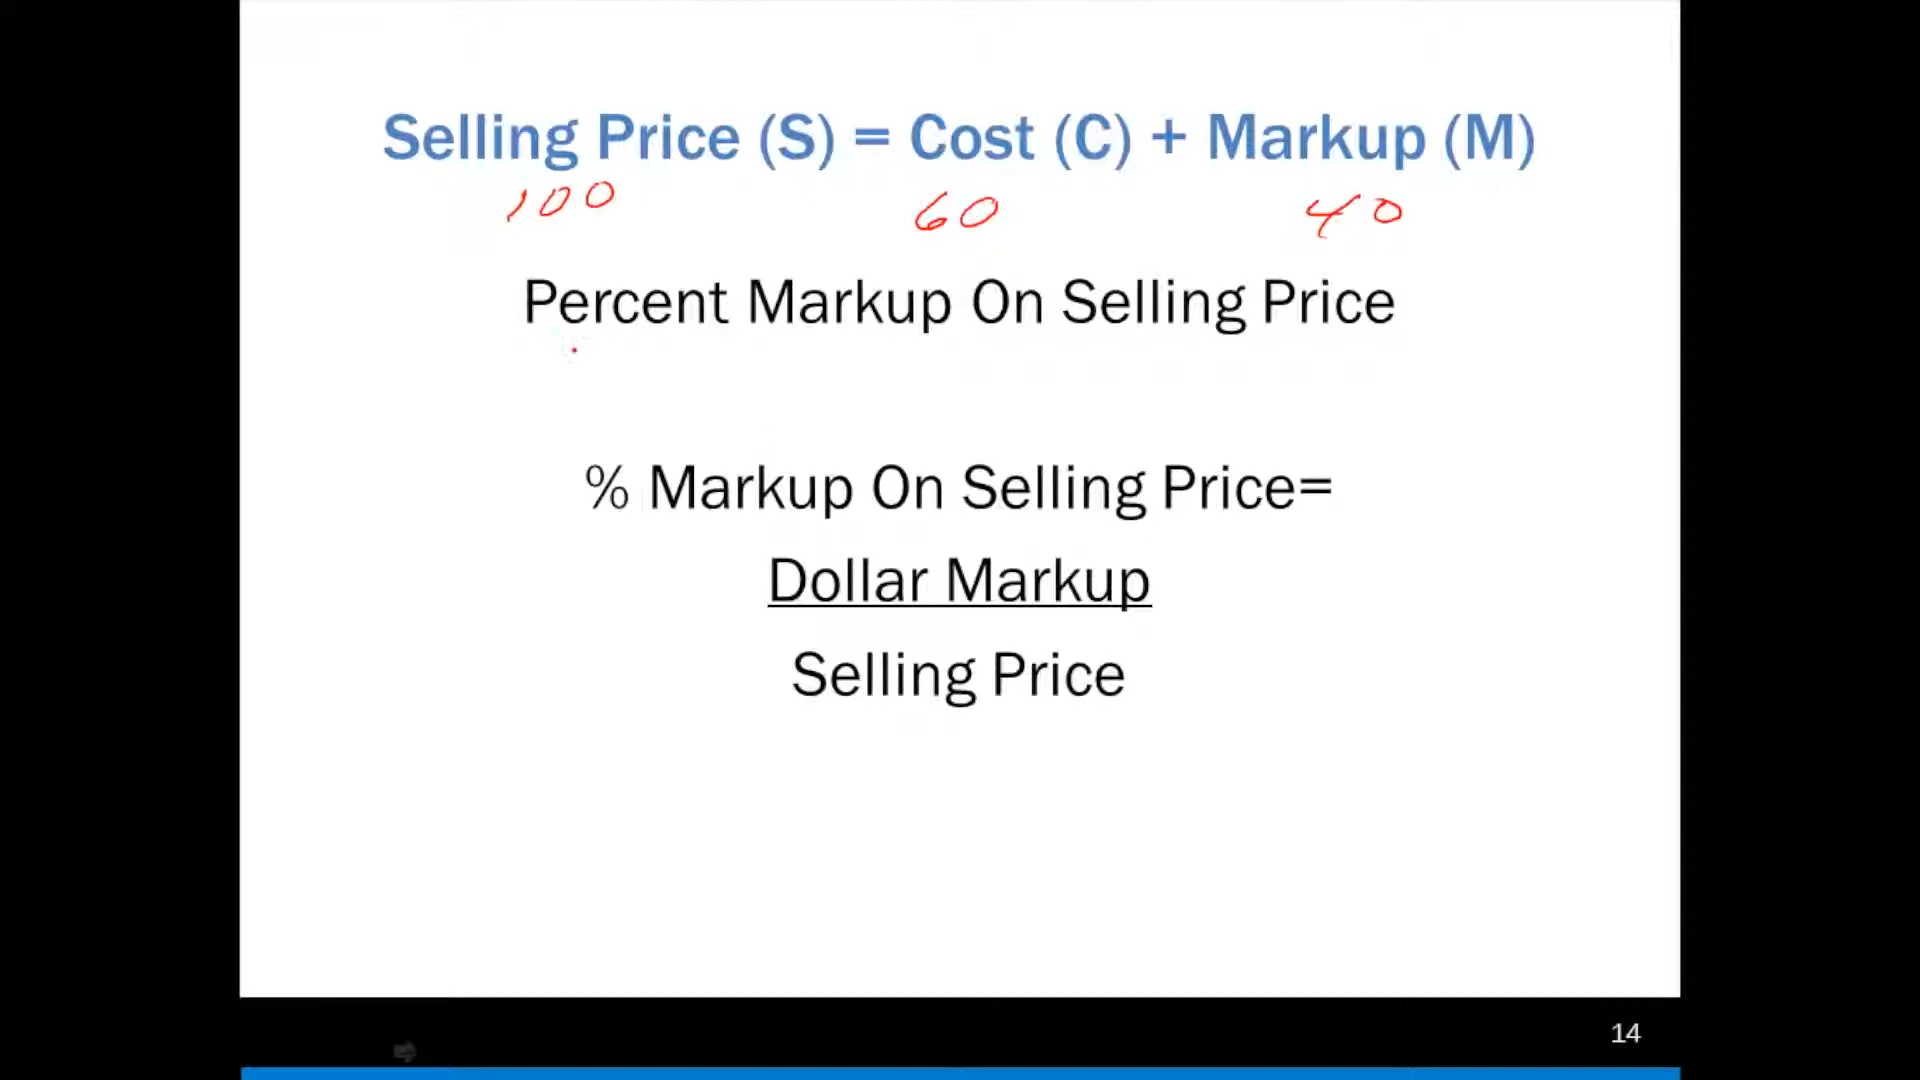 Selling Price (S) = Cost (C) + Markup (M)
100 60 40
Percent Markup On Selling Price
% Markup On Selling Price=
Dollar Markup
Selling Price
14